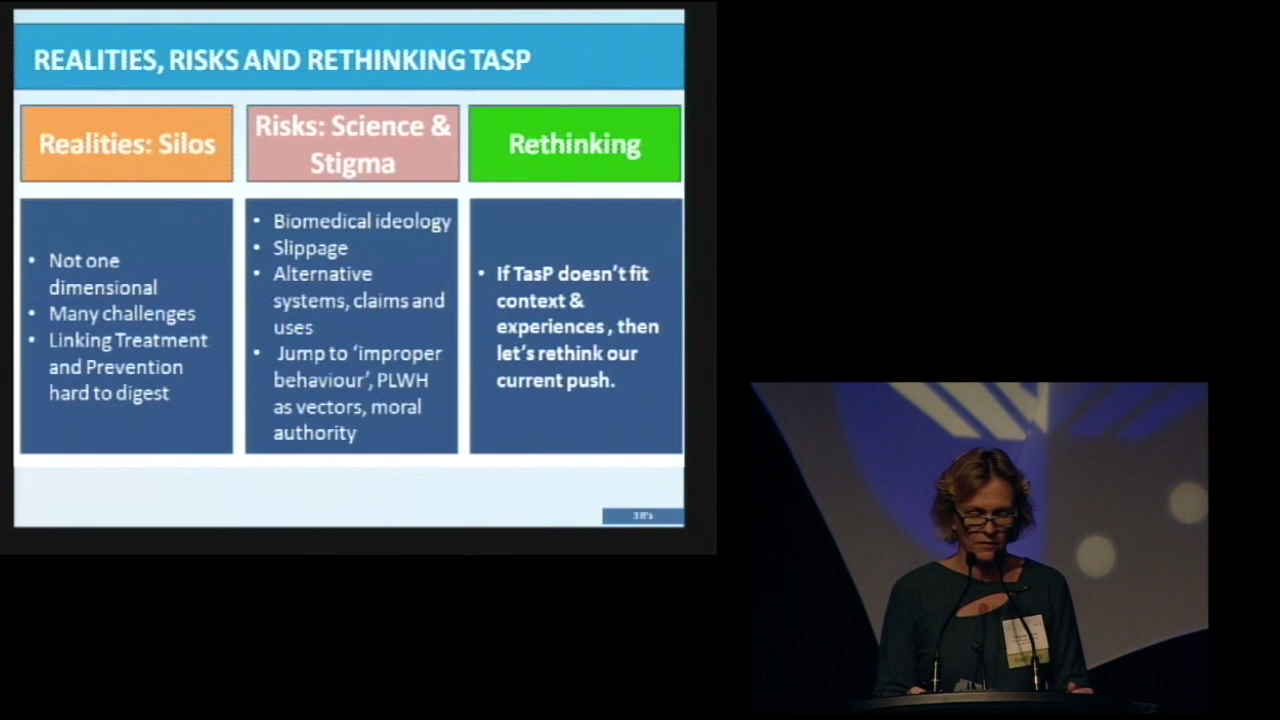 REALITIES, RISKS AND RETHINKING TASP
Realities: Silos
• Not one
dimensional
• Many challenges
• Linking Treatment
and Prevention
hard to digest
Risks: Science &
Stigma
• Biomedical ideology
• Slippage
• Alternative
systems, claims and
uses
• Jump to ‘improper
behaviour’, PLWH
as vectors, moral
authority
Rethinking
• If TasP doesn’t fit
context &
experiences , then
let’s rethink our
current push.
3 R's